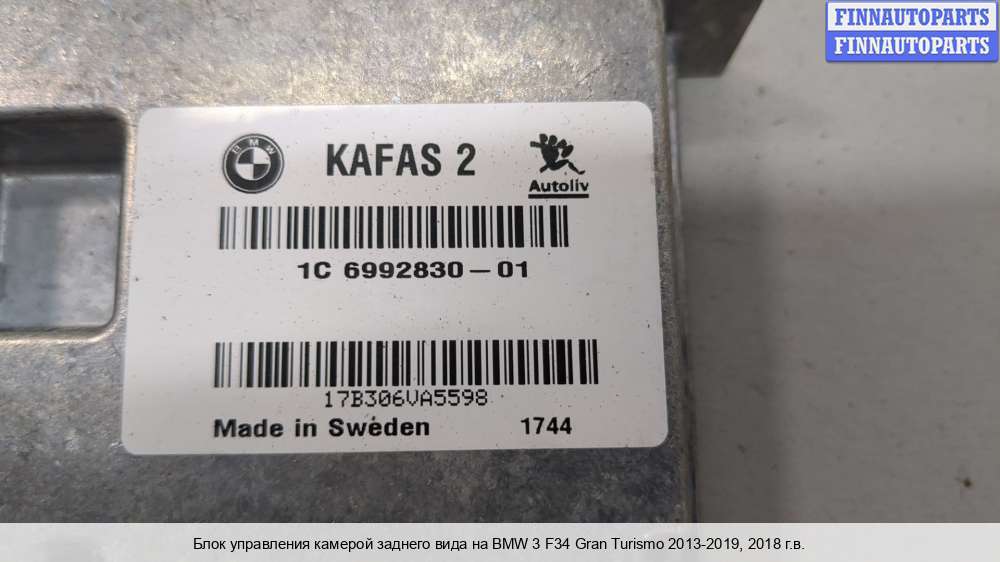 FINNAUTOPARTS
FINNAUTOPARTS
BMW
KAFAS 2
Autoliv
1C 6992830-01
17B306VA5598
Made in Sweden 1744
Блок управления камерой заднего вида на BMW 3 F34 Gran Turismo 2013-2019, 2018 г.в.